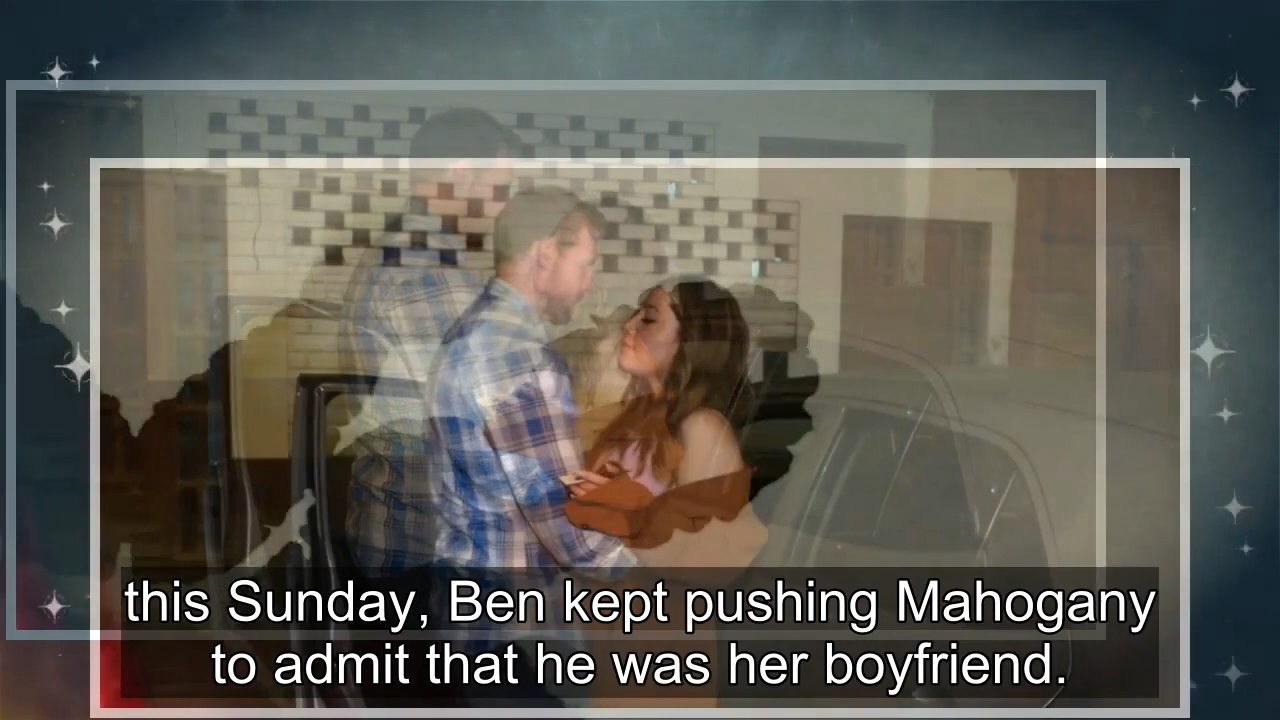 this Sunday, Ben kept pushing Mahogany
to admit that he was her boyfriend.